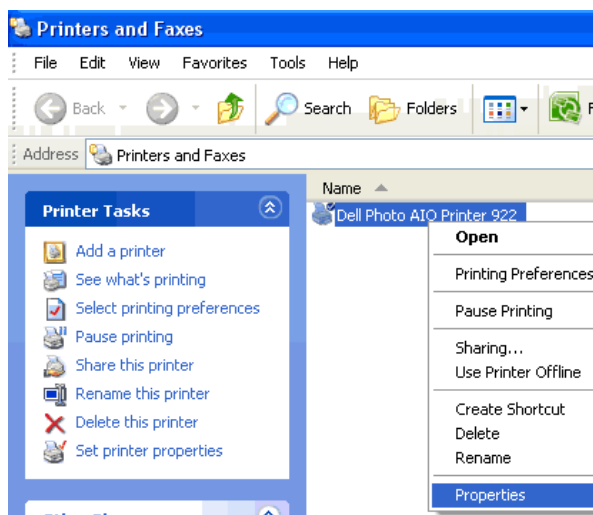 Printers and Faxes
File Edit View Favorites Tools Help
Back Search Folders F
Address Printers and Faxes
Name
Printer Tasks
Add a printer
See what's printing
Select printing preferences
Pause printing
Share this printer
Rename this printer
Delete this printer
Set printer properties
Dell Photo AIO Printer 922
Open
Printing Preferences
Pause Printing
Sharing...
Use Printer Offline
Create Shortcut
Delete
Rename
Properties